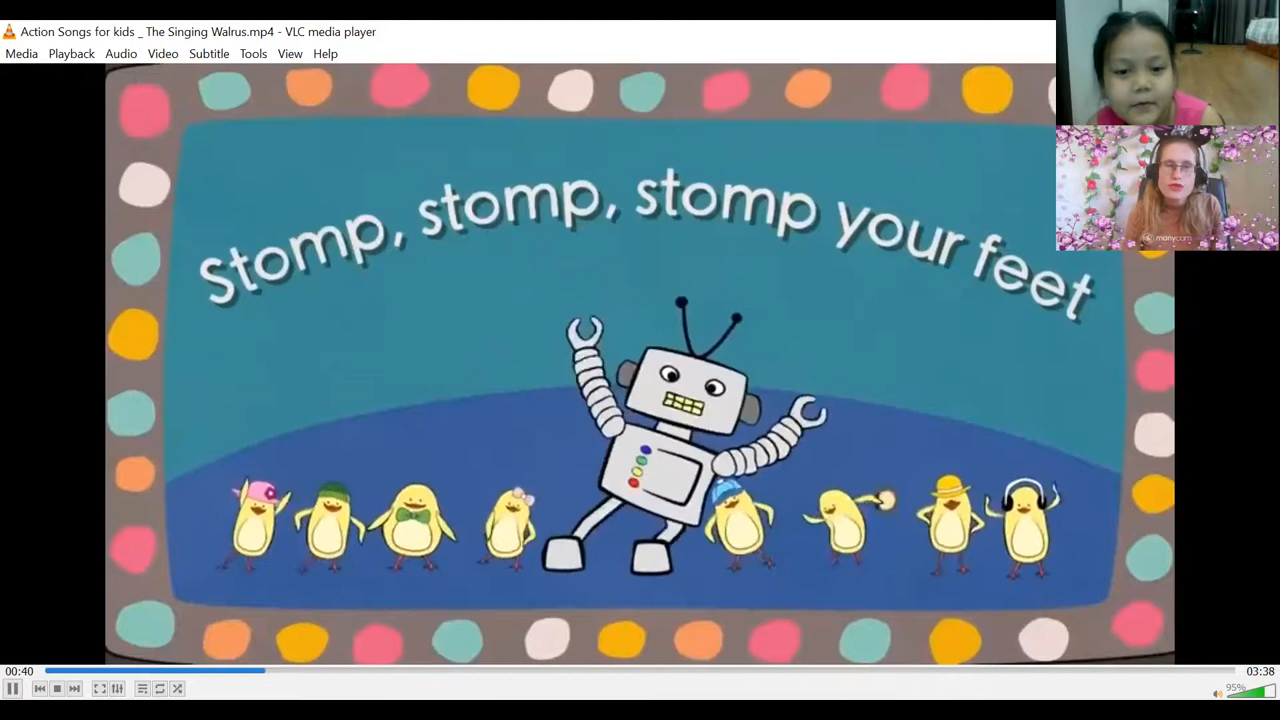 Action Songs for kids _ The Singing Walrus.mp4 - VLC media player
Media Playback Audio Video Subtitle Tools View Help
Stomp, stomp, stomp your feet
manycam
00:40
03:38
95%